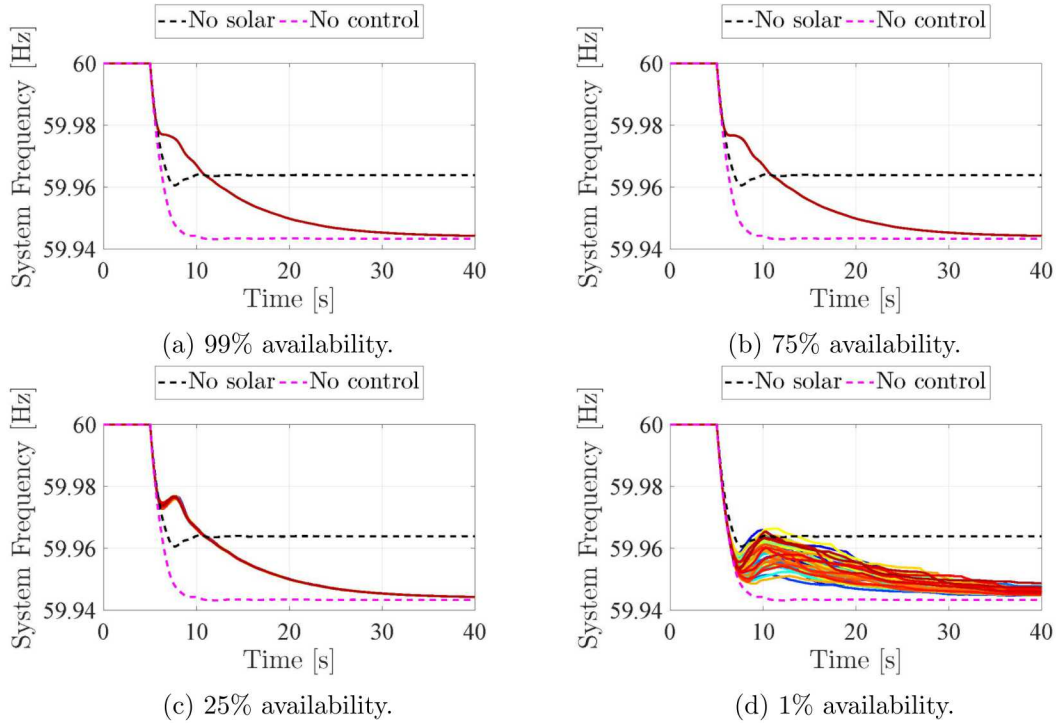 No solar No control
No solar No control
System Frequency [Hz]
60
59.98
59.96
59.94
0 10 20 30 40
Time [s]
System Frequency [Hz]
60
59.98
59.96
59.94
0 10 20 30 40
Time [s]
(a) 99% availability.
(b) 75% availability.
No solar No control
No solar No control
System Frequency [Hz]
60
59.98
59.96
59.94
0 10 20 30 40
Time [s]
System Frequency [Hz]
60
59.98
59.96
59.94
0 10 20 30 40
Time [s]
(c) 25% availability.
(d) 1% availability.